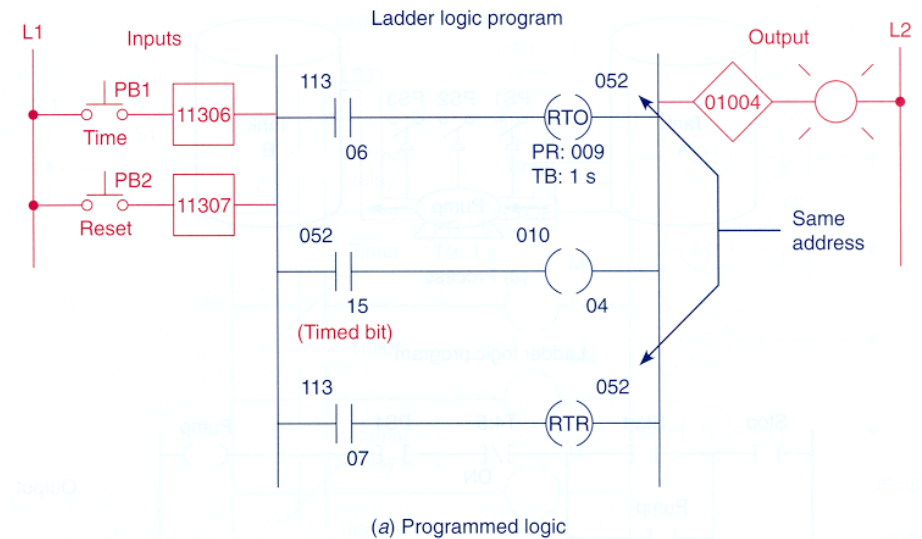 Ladder logic program
L1
Inputs
Output
L2
PB1
11306
Time
113
06
052
RTO
PR: 009
TB: 1 s
01004
PB2
11307
Reset
Same
address
052
15
(Timed bit)
010
04
113
07
052
RTR
(a) Programmed logic